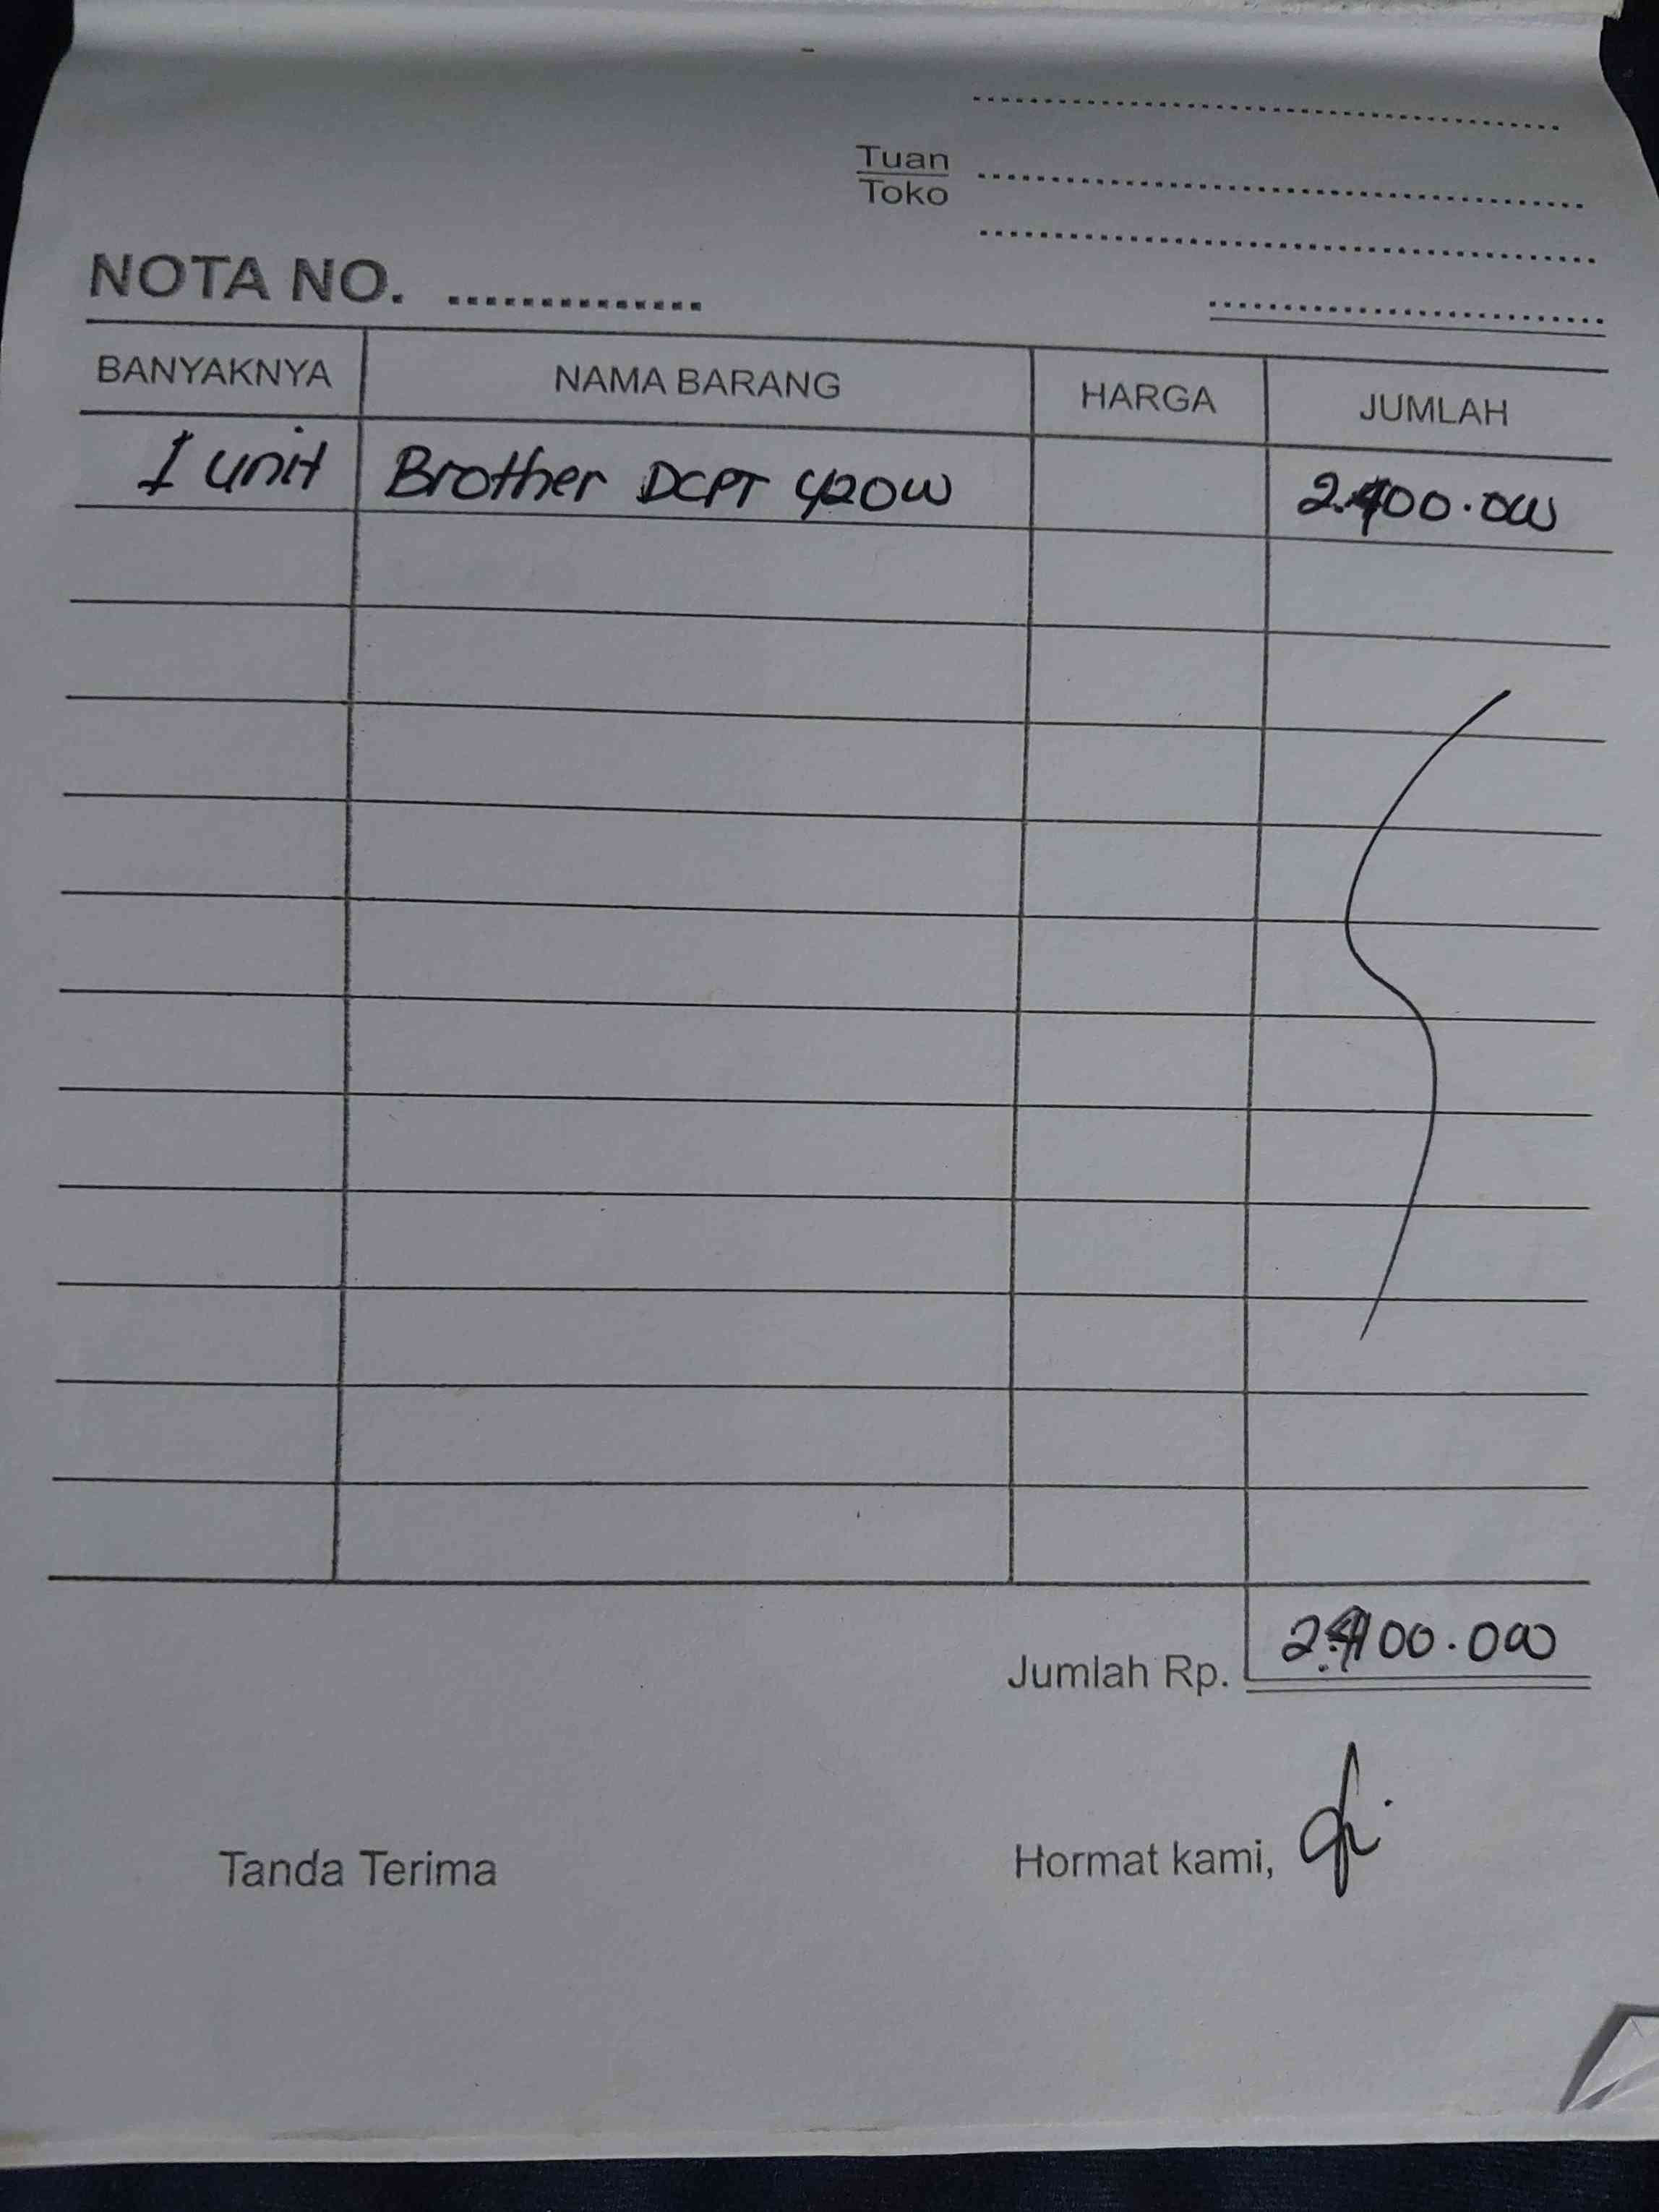 Tuan
Toko
NOTA NO. ...............
BANYAKNYA NAMA BARANG HARGA JUMLAH
1 unit Brother DCPT 420W 2.400.000
Jumlah Rp. 2.400.000
Tanda Terima Hormat kami,